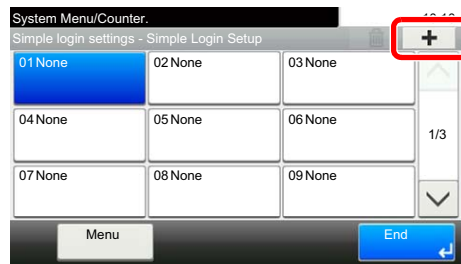 System Menu/Counter.
Simple login settings - Simple Login Setup
+
01 None
02 None
03 None
04 None
05 None
06 None
1/3
07 None
08 None
09 None
Menu
End